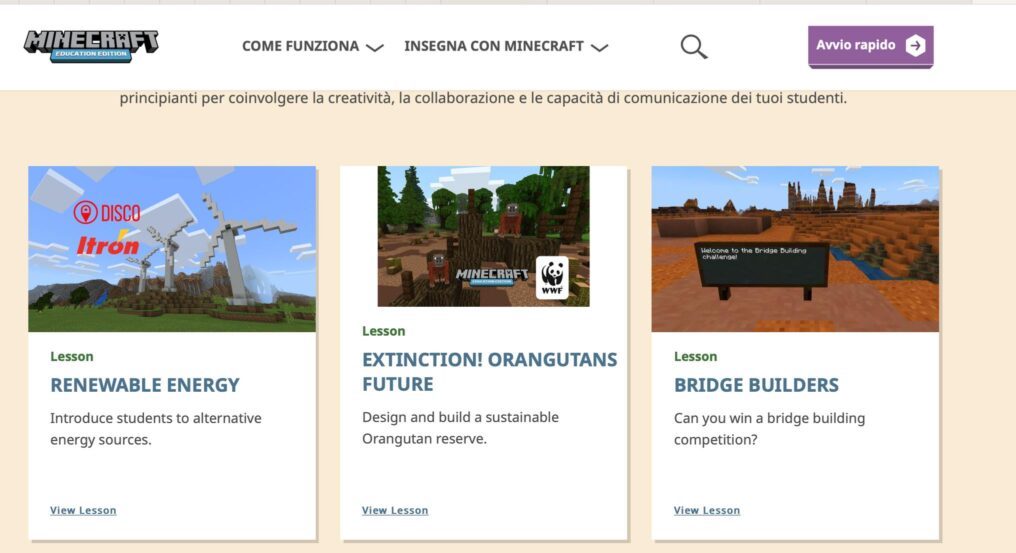 MINECRAFT
EDUCATION EDITION
COME FUNZIONA
INSEGNA CON MINECRAFT
Avvio rapido
principianti per coinvolgere la creatività, la collaborazione e le capacità di comunicazione dei tuoi studenti.
DISCO
Itrón
Lesson
RENEWABLE ENERGY
Introduce students to alternative
energy sources.
View Lesson
MINECRAFT
EDUCATION EDITION
WWF
Lesson
EXTINCTION! ORANGUTANS
FUTURE
Design and build a sustainable
Orangutan reserve.
View Lesson
Welcome to the Bridge Building
challenge!
Lesson
BRIDGE BUILDERS
Can you win a bridge building
competition?
View Lesson